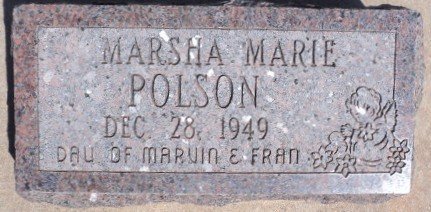 MARSHA MARIE
POLSON
DEC. 28, 1949
DAU OF MARVIN & FRAN